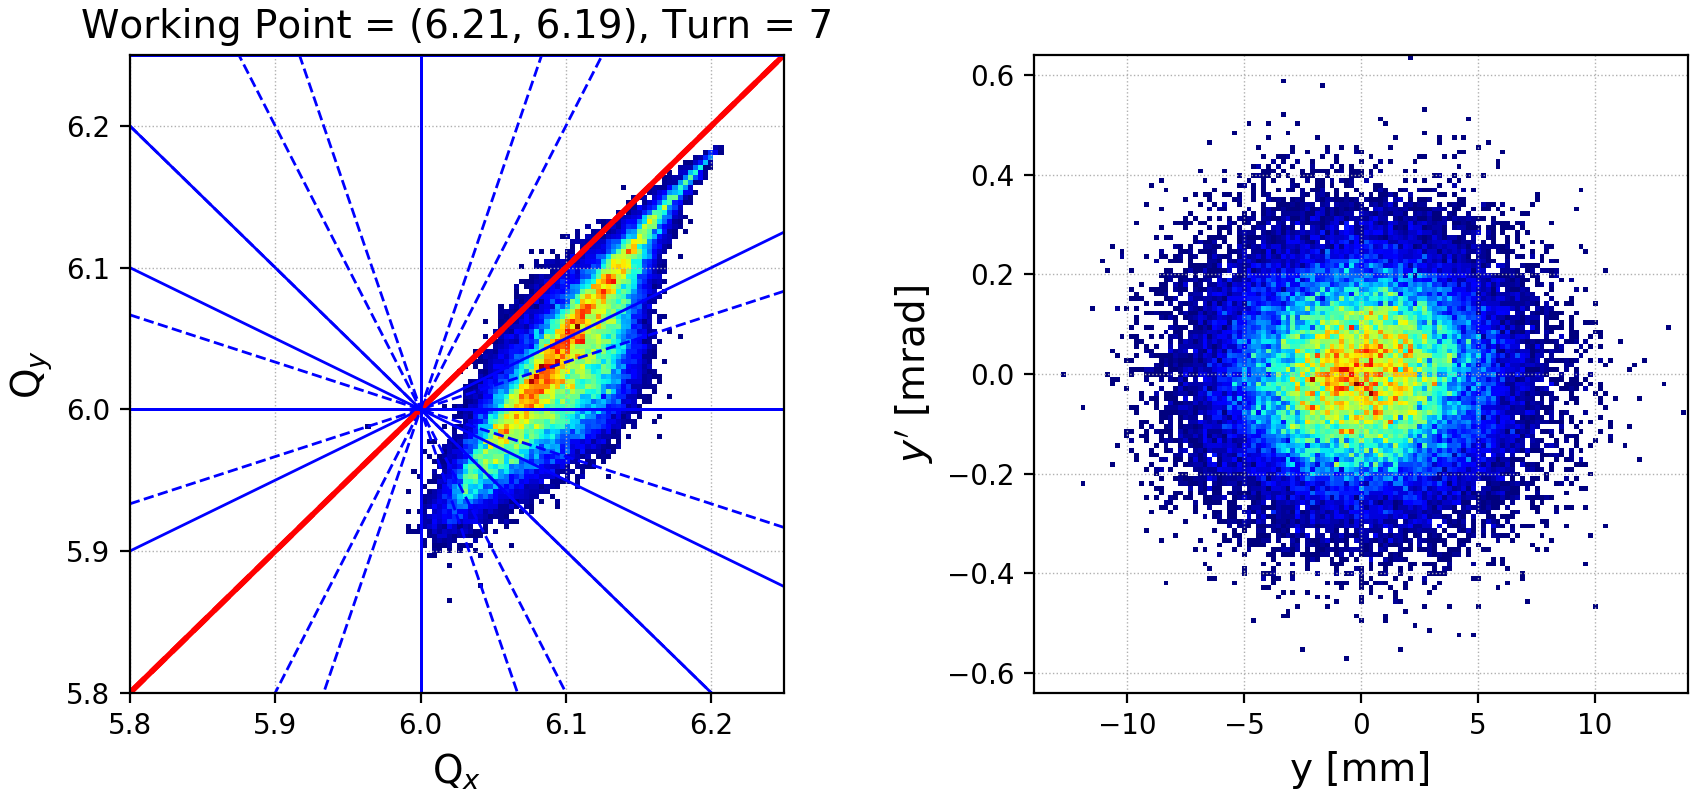 Working Point = (6.21, 6.19), Turn = 7
6.2
6.1
6.0
5.9
5.8
Qy
5.8 5.9 6.0 6.1 6.2
Qx
0.6
0.4
0.2
0.0
−0.2
−0.4
−0.6
y′ [mrad]
−10 −5 0 5 10
y [mm]